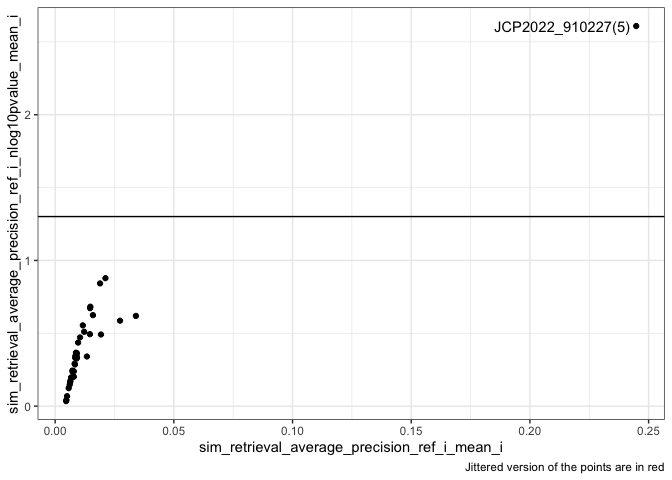 JCP2022_910227(5)
sim_retrieval_average_precision_ref_i_nlog10pvalue_mean_i
2
1
0
0.00 0.05 0.10 0.15 0.20 0.25
sim_retrieval_average_precision_ref_i_mean_i
Jittered version of the points are in red